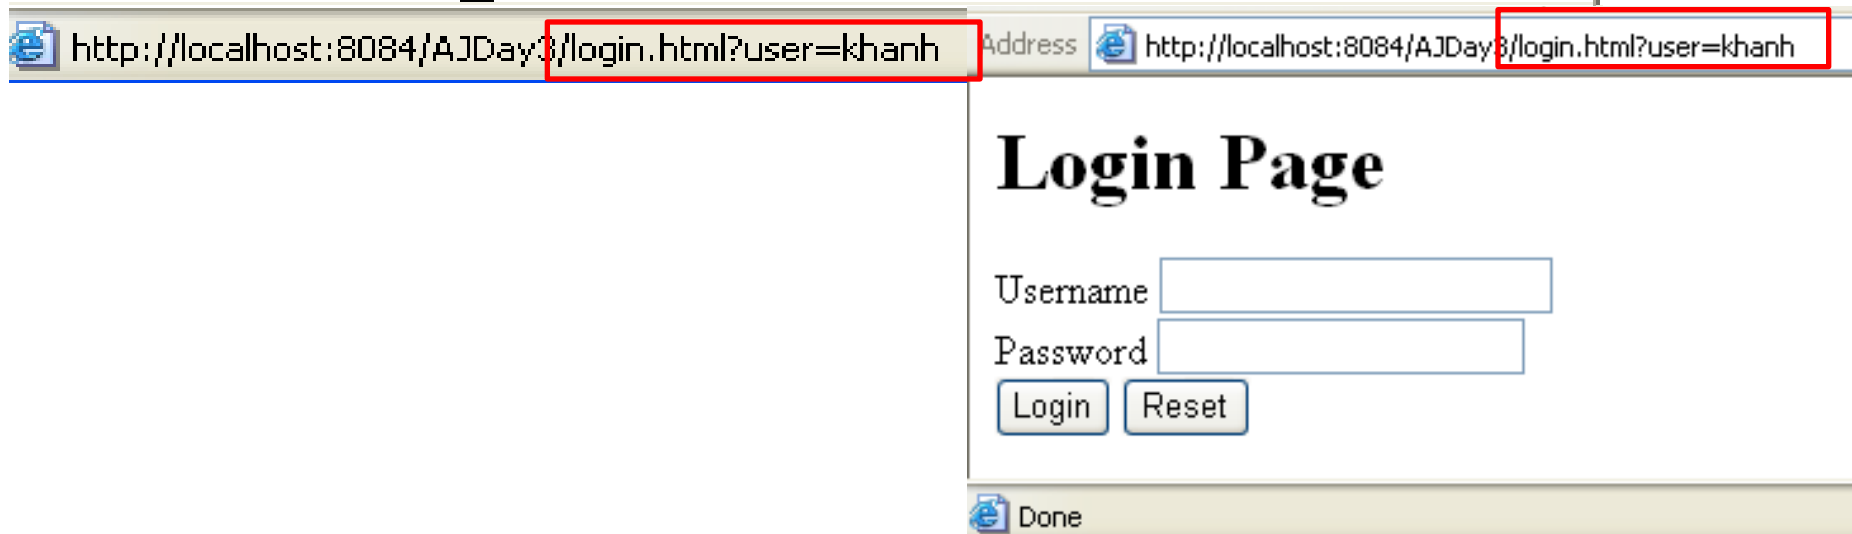 http://localhost:8084/AJDay3/login.html?user=khanh
Address http://localhost:8084/AJDay3/login.html?user=khanh
Login Page
Username
Password
Login Reset
Done